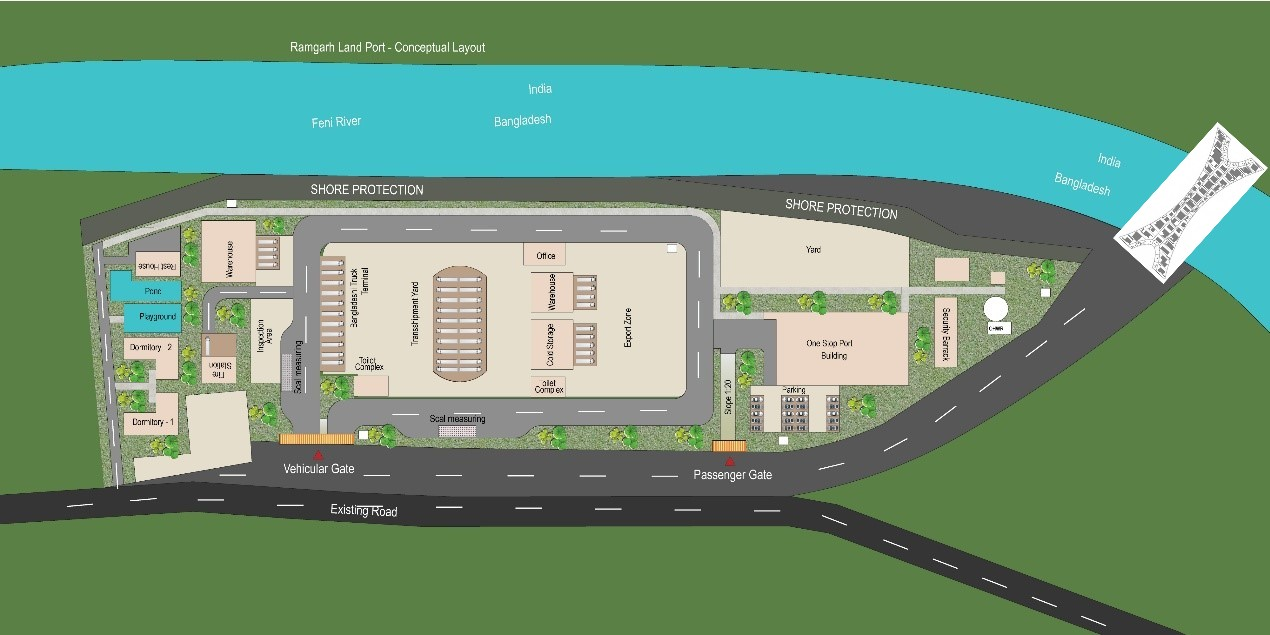 Ramgarh Land Port - Conceptual Layout
India
Feni River
Bangladesh
India
Bangladesh
SHORE PROTECTION
SHORE PROTECTION
Yard
Rest House
Warehouse
Office
Pond
Playground
Bangladesh Truck
Terminal
Transshipment Yard
Warehouse
Export Zone
Inspection
Area
Security Barrack
Dormitory - 2
Fire
Station
Scal measuring
Cold Storage
One Stop Port
Building
Toilet
Complex
Toilet
Complex
Slope 1:20
Parking
Dormitory - 1
Scal measuring
Vehicular Gate
Passenger Gate
Existing Road